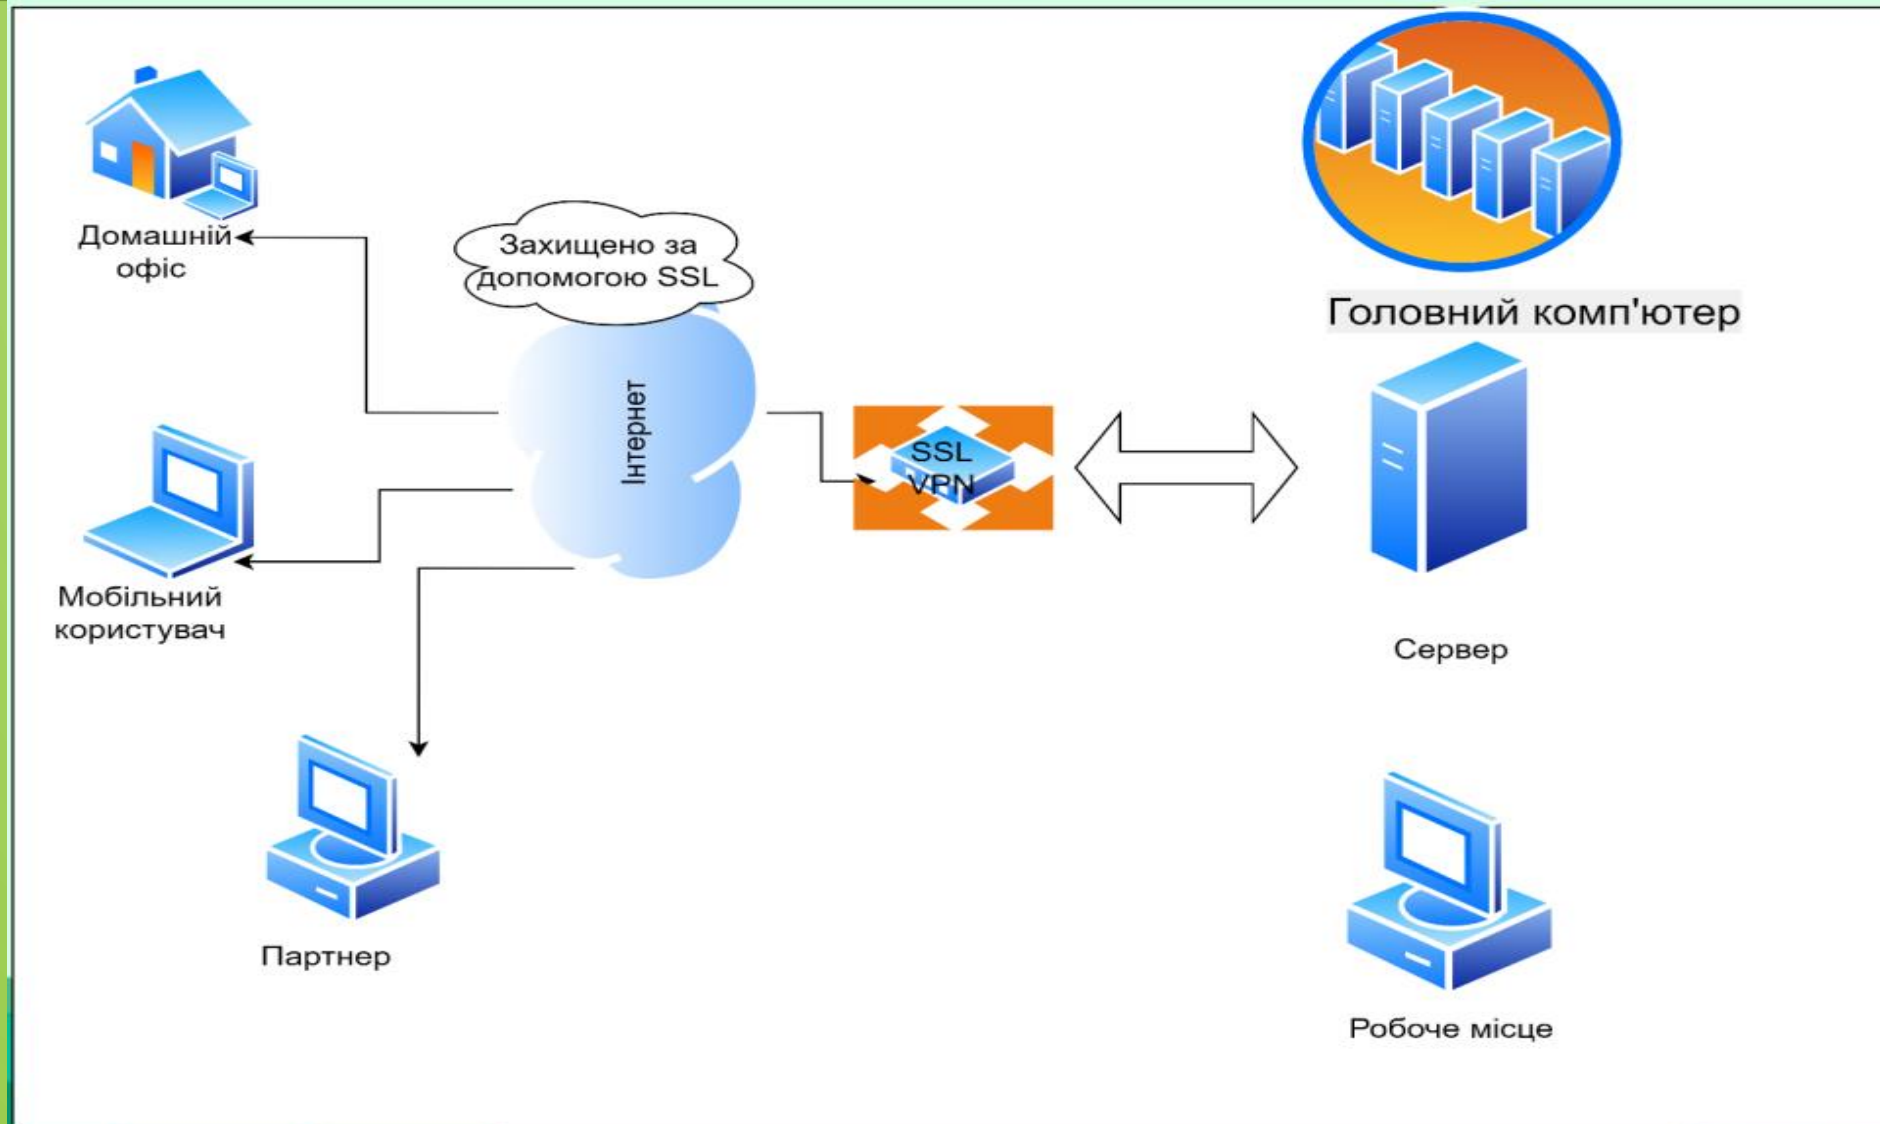 Домашній
офіс
Захищено за
допомогою SSL
Інтернет
SSL
VPN
Головний комп'ютер
Мобільний
користувач
Сервер
Партнер
Робоче місце